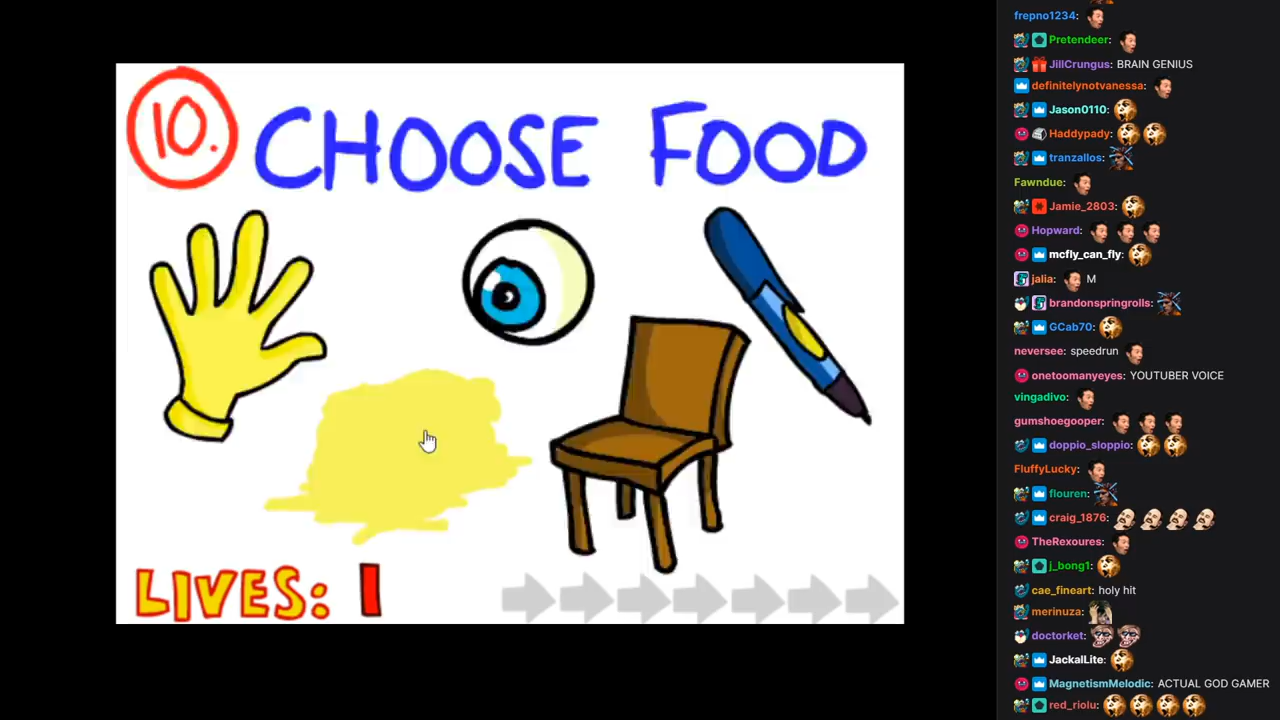 10. CHOOSE FOOD
LIVES: 1
frepno1234:
Pretendeer:
JillCrungus: BRAIN GENIUS
definitelynotvanessa:
Jason0110:
Haddypady:
tranzallos:
Fawndue:
Jamie_2803:
Hopward:
mcfly_can_fly:
jalia: M
brandonspringrolls:
GCab70:
neversee: speedrun
onetoomanyeyes: YOUTUBER VOICE
vingadivo:
gumshoegooper:
doppio_sloppio:
FluffyLucky:
flouren:
craig_1876:
TheRexoures:
j_bong1:
cae_fineart: holy hit
merinuza:
doctorket:
JackalLite:
MagnetismMelodic: ACTUAL GOD GAMER
red_riolu: